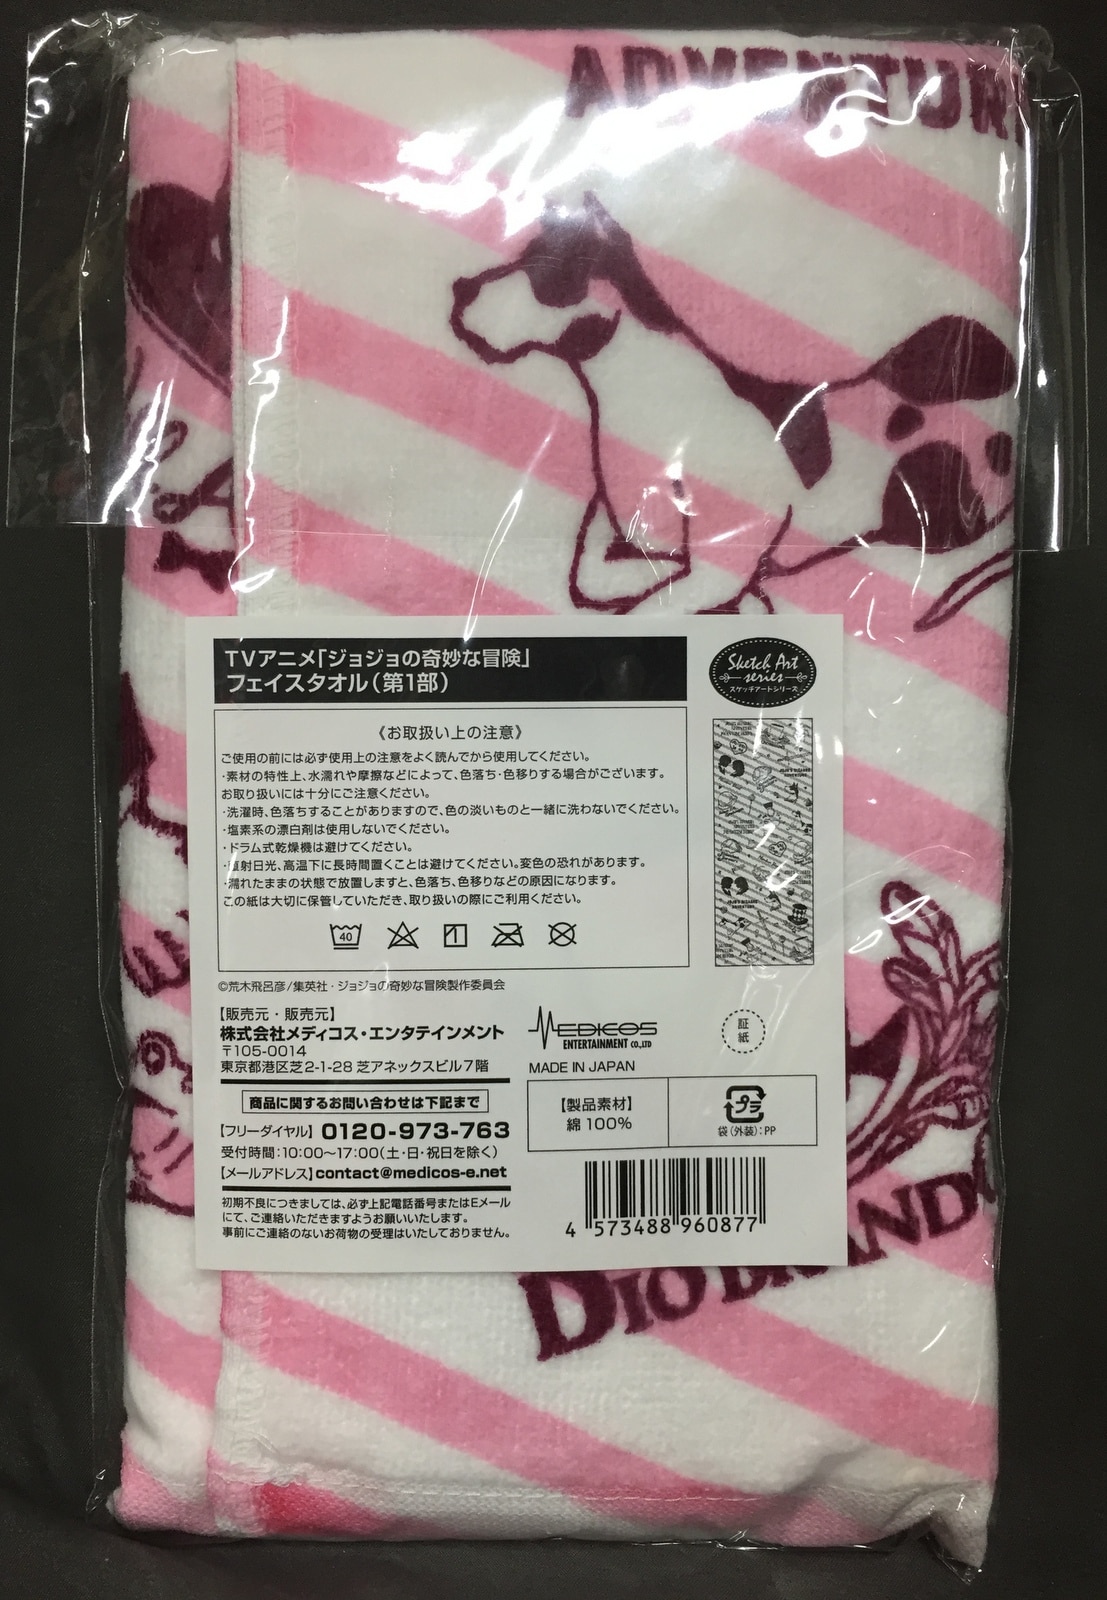 ADVENTUR
TVアニメ「ジョジョの奇妙な冒険」
フェイスタオル（第1部）
Sketch Art
series
スケッチアートシリーズ
《お取扱い上の注意》
ご使用の前には必ず使用上の注意をよく読んでから使用してください。
・素材の特性上、水濡れや摩擦などによって、色落ち・色移りする場合がございます。
お取り扱いには十分にご注意ください。
・洗濯時、色落ちすることがありますので、色の淡いものと一緒に洗わないでください。
・塩素系の漂白剤は使用しないでください。
・ドラム式乾燥機は避けてください。
・直射日光、高温下に長時間置くことは避けてください。変色の恐れがあります。
・濡れたままの状態で放置しますと、色落ち、色移りなどの原因になります。
この紙は大切に保管していただき、取り扱いの際にご利用ください。
40
©荒木飛呂彦/集英社・ジョジョの奇妙な冒険製作委員会
【販売元・販売元】
株式会社メディコス・エンタテインメント
〒105-0014
東京都港区芝2-1-28 芝アネックスビル7階
商品に関するお問い合わせは下記まで
【フリーダイヤル】0120-973-763
受付時間：10:00～17:00（土・日・祝日を除く）
【メールアドレス】contact@medicos-e.net
初期不良につきましては、必ず上記電話番号またはEメール
にて、ご連絡いただきますようお願いいたします。
事前にご連絡のないお荷物の受理はいたしておりません。
MEDICOS
ENTERTAINMENT CO.,LTD
証
紙
MADE IN JAPAN
【製品素材】
綿100%
プラ
袋（外装）：PP
4 573488 960877
DIO BRANDO